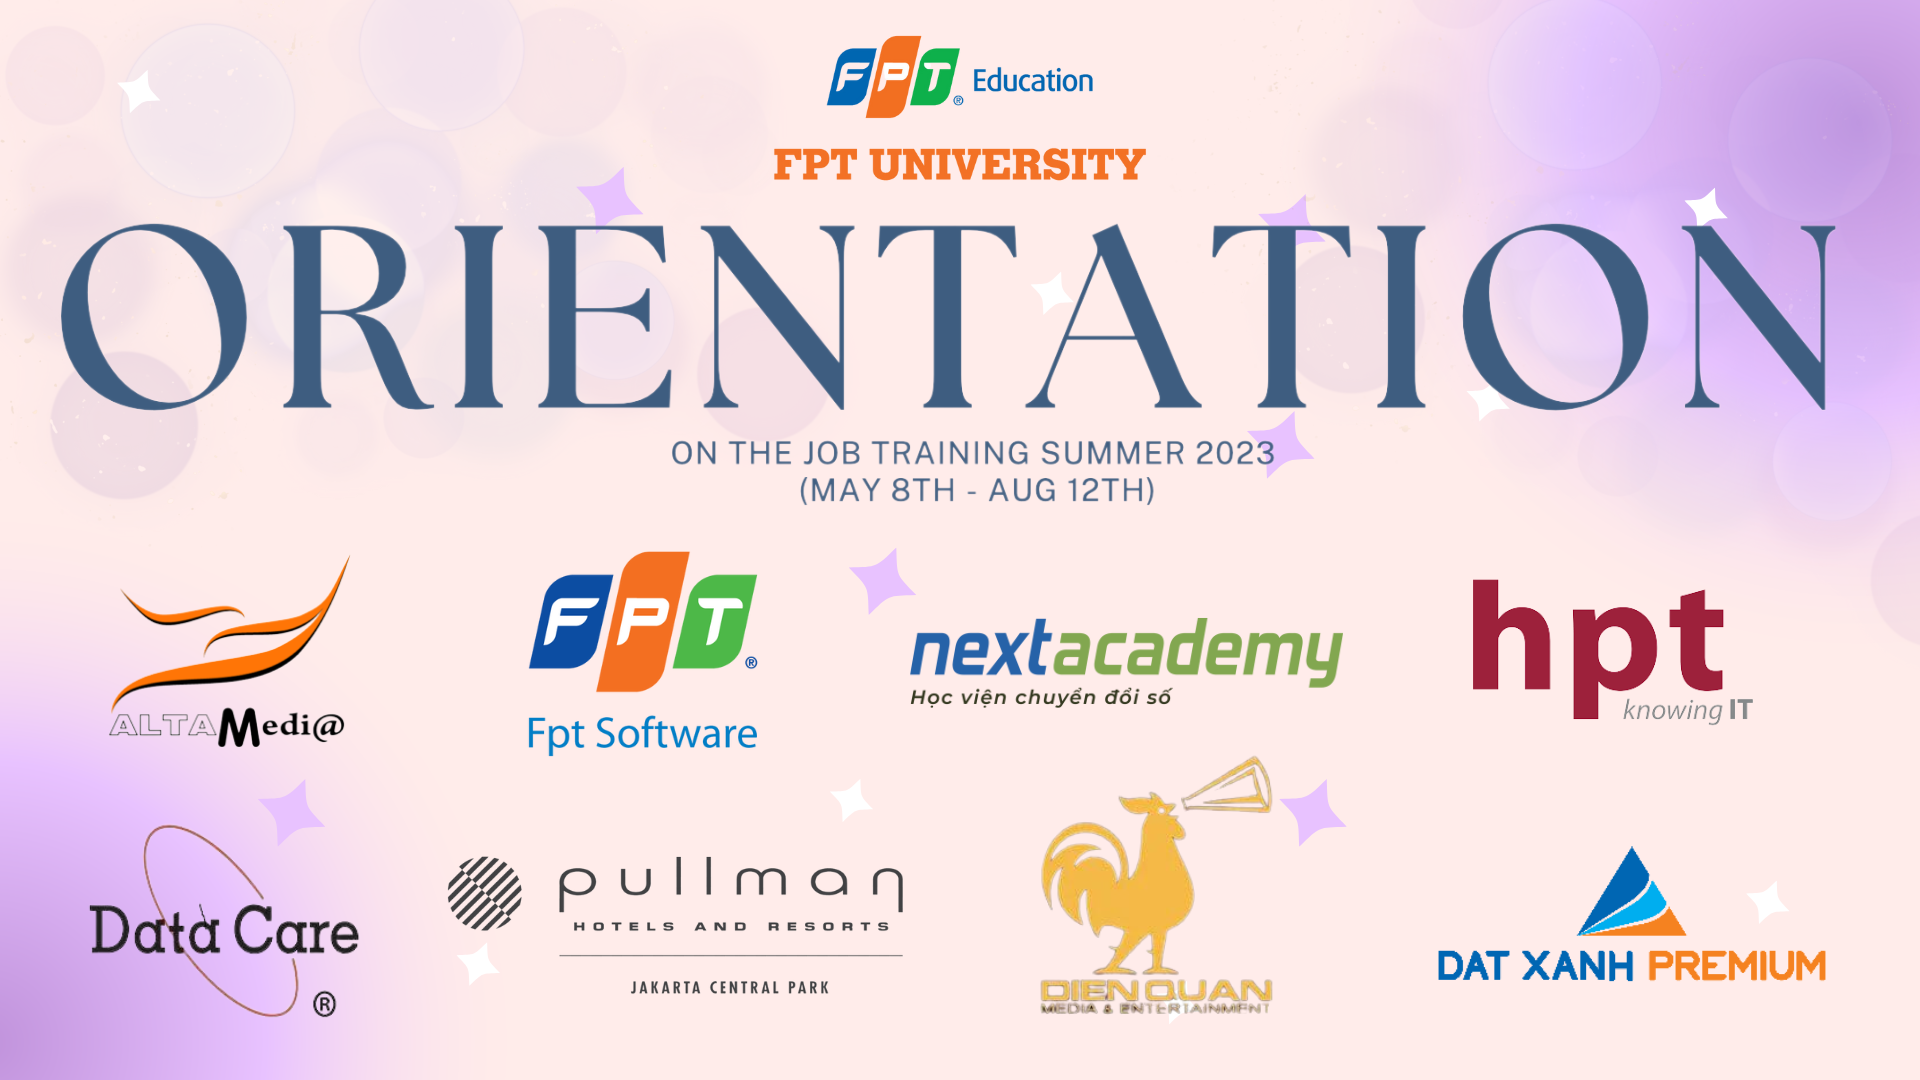 FPT® Education
FPT UNIVERSITY
ORIENTATION
ON THE JOB TRAINING SUMMER 2023
(MAY 8TH - AUG 12TH)
ALTAMedi@
FPT®
Fpt Software
nextacademy
Học viện chuyển đổi số
hpt
knowing IT
Data Care®
pullman
HOTELS AND RESORTS
JAKARTA CENTRAL PARK
DIEN QUAN
MEDIA & ENTERTAINMENT
DAT XANH PREMIUM